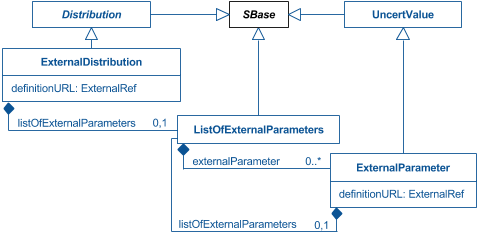 Distribution
SBase
UncertValue
ExternalDistribution
definitionURL: ExternalRef
listOfExternalParameters 0,1
ListOfExternalParameters
externalParameter 0..*
ExternalParameter
definitionURL: ExternalRef
listOfExternalParameters 0,1